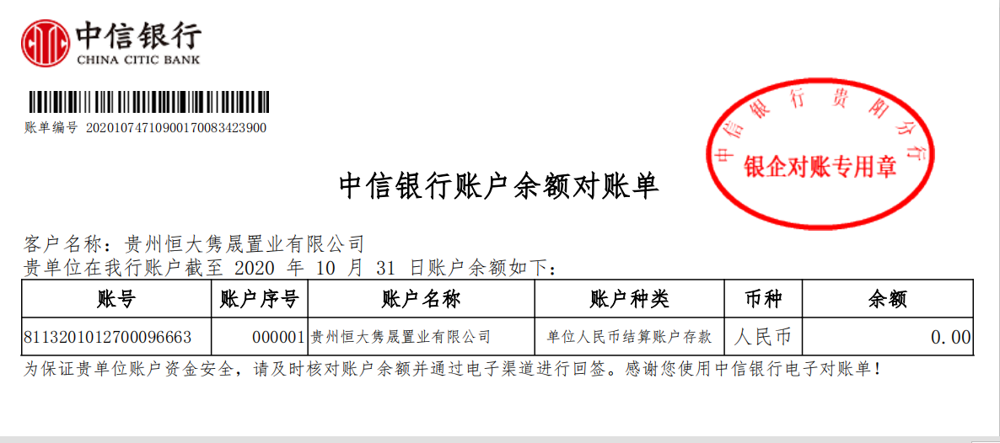 中信银行
CHINA CITIC BANK
账单编号 20201074710900170083423900
中信银行贵阳分行
银企对账专用章
中信银行账户余额对账单
客户名称：贵州恒大隽晟置业有限公司
贵单位在我行账户截至 2020 年 10 月 31 日账户余额如下：
账号 账户序号 账户名称 账户种类 币种 余额
8113201012700096663 000001 贵州恒大隽晟置业有限公司 单位人民币结算账户存款 人民币 0.00
为保证贵单位账户资金安全，请及时核对账户余额并通过电子渠道进行回签。感谢您使用中信银行电子对账单！